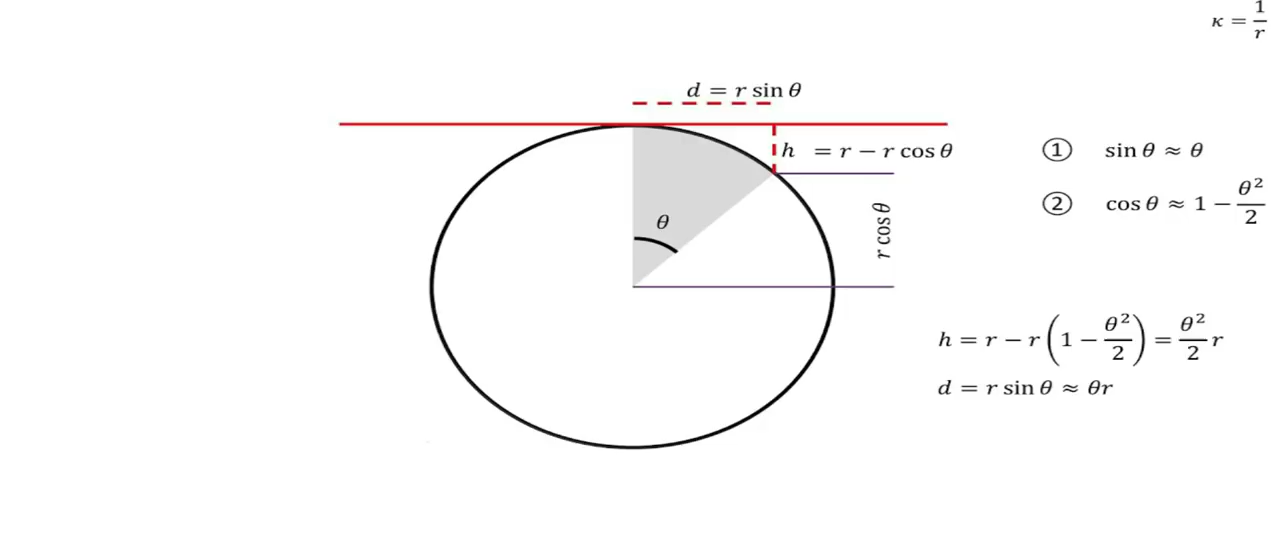 κ = 1/r
d = r sin θ
h = r − r cos θ
① sin θ ≈ θ
② cos θ ≈ 1 − θ²/2
r cos θ
θ
h = r − r(1 − θ²/2) = θ²/2 r
d = r sin θ ≈ θr